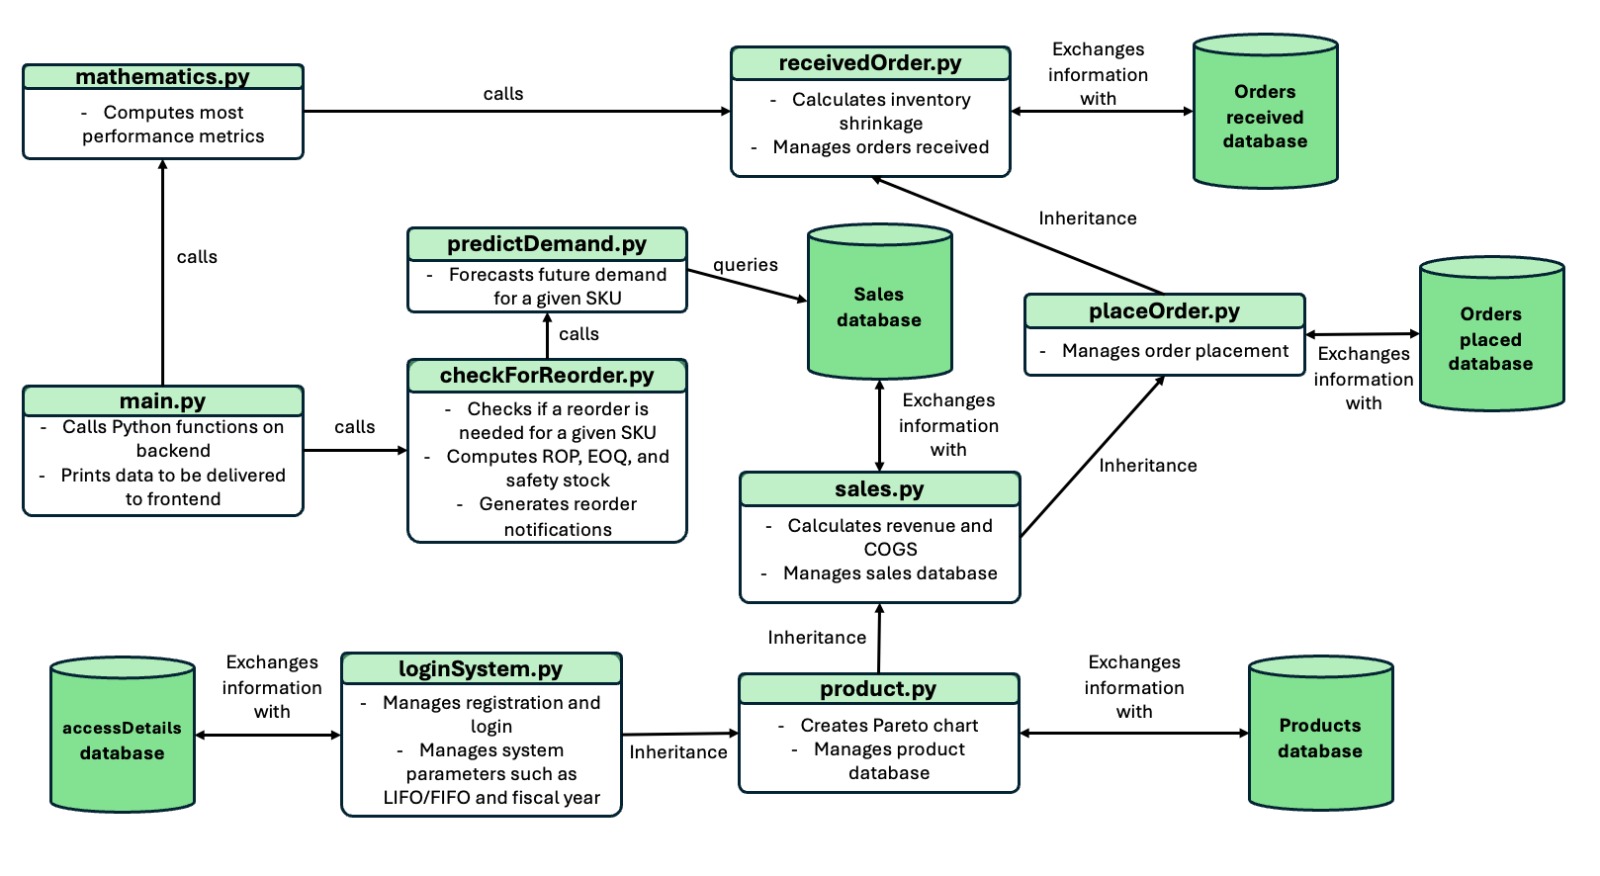 mathematics.py
- Computes most
performance metrics
calls
receivedOrder.py
- Calculates inventory
shrinkage
- Manages orders received
Exchanges
information
with
Orders
received
database
calls
predictDemand.py
- Forecasts future demand
for a given SKU
queries
Sales
database
Inheritance
placeOrder.py
- Manages order placement
Exchanges
information
with
Orders
placed
database
calls
main.py
- Calls Python functions on
backend
- Prints data to be delivered
to frontend
calls
checkForReorder.py
- Checks if a reorder is
needed for a given SKU
- Computes ROP, EOQ, and
safety stock
- Generates reorder
notifications
Exchanges
information
with
Inheritance
sales.py
- Calculates revenue and
COGS
- Manages sales database
Inheritance
accessDetails
database
Exchanges
information
with
loginSystem.py
- Manages registration and
login
- Manages system
parameters such as
LIFO/FIFO and fiscal year
Inheritance
product.py
- Creates Pareto chart
- Manages product
database
Exchanges
information
with
Products
database